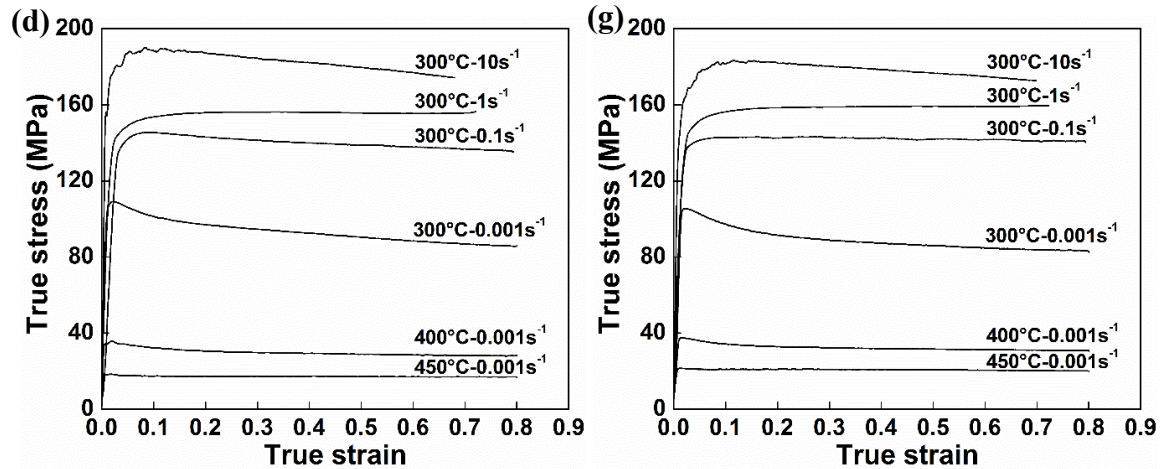 (d)
True stress (MPa)
200
160
120
80
40
0
300°C-10s⁻¹
300°C-1s⁻¹
300°C-0.1s⁻¹
300°C-0.001s⁻¹
400°C-0.001s⁻¹
450°C-0.001s⁻¹
0.0 0.1 0.2 0.3 0.4 0.5 0.6 0.7 0.8 0.9
True strain
(g)
True stress (MPa)
200
160
120
80
40
0
300°C-10s⁻¹
300°C-1s⁻¹
300°C-0.1s⁻¹
300°C-0.001s⁻¹
400°C-0.001s⁻¹
450°C-0.001s⁻¹
0.0 0.1 0.2 0.3 0.4 0.5 0.6 0.7 0.8 0.9
True strain